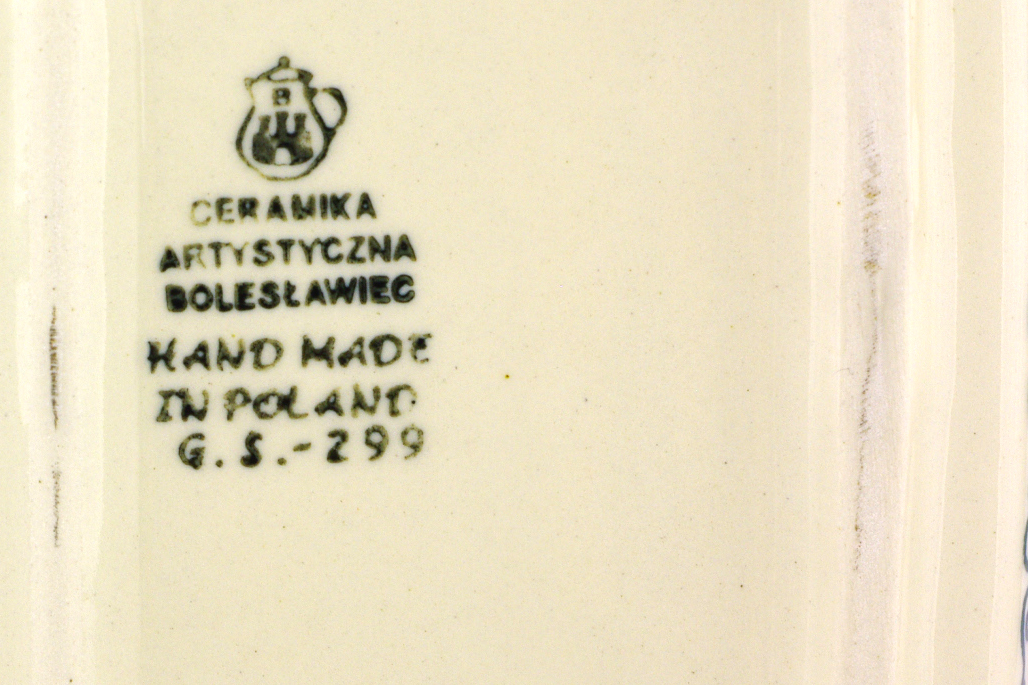 B
CERAMIKA
ARTYSTYCZNA
BOLESŁAWIEC
HAND MADE
IN POLAND
G.S.-299